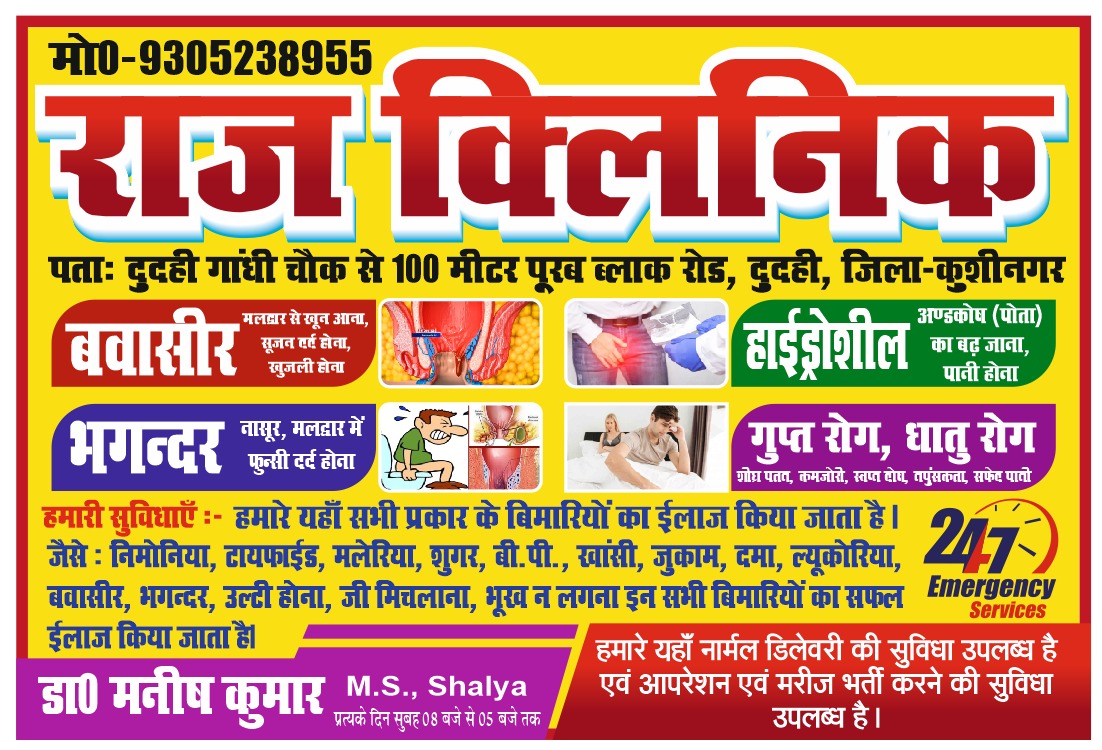 मो0-9305238955
राज क्लिनिक
पताः दुदही गांधी चौक से 100 मीटर पूरब ब्लाक रोड, दुदही, जिला-कुशीनगर
बवासीर
मलद्वार से खून आना,
सूजन दर्द होना,
खुजली होना
हाईड्रोशील
अण्डकोष (पोता)
का बढ़ जाना,
पानी होना
भगन्दर
नासूर, मलद्वार में
फुन्सी दर्द होना
गुप्त रोग, धातु रोग
शीघ्र पतन, कमजोरी, स्वप्न दोष, नपुंसकता, सफेद पानी
हमारी सुविधाएँ :- हमारे यहाँ सभी प्रकार के बिमारियों का ईलाज किया जाता है।
जैसे : निमोनिया, टायफाईड, मलेरिया, शुगर, बी.पी., खांसी, जुकाम, दमा, ल्यूकोरिया,
बवासीर, भगन्दर, उल्टी होना, जी मिचलाना, भूख न लगना इन सभी बिमारियों का सफल
ईलाज किया जाता है।
24/7
Emergency
Services
डा0 मनीष कुमार
M.S., Shalya
प्रत्यके दिन सुबह 08 बजे से 05 बजे तक
हमारे यहाँ नार्मल डिलेवरी की सुविधा उपलब्ध है
एवं आपरेशन एवं मरीज भर्ती करने की सुविधा
उपलब्ध है।